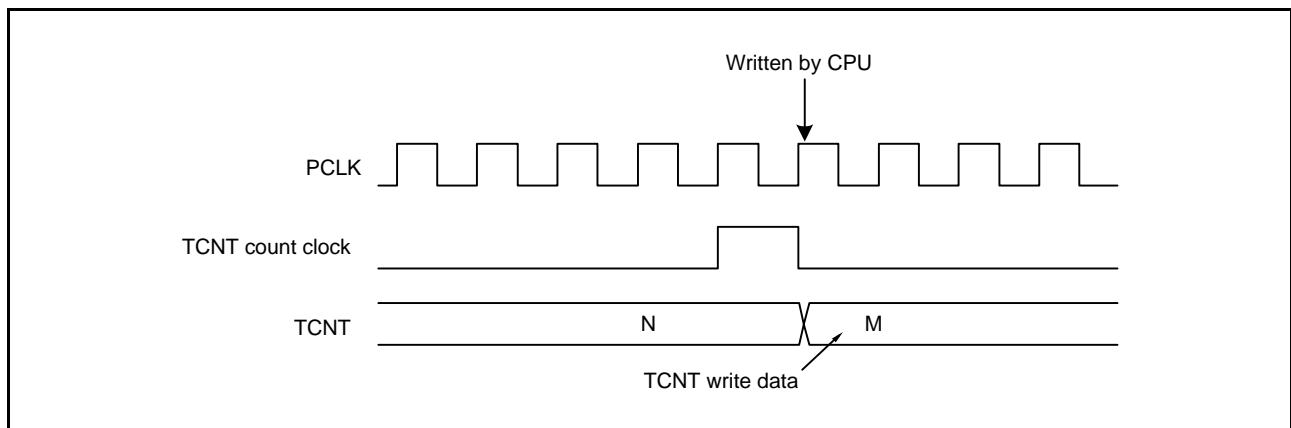 Written by CPU
PCLK
TCNT count clock
TCNT
N
M
TCNT write data